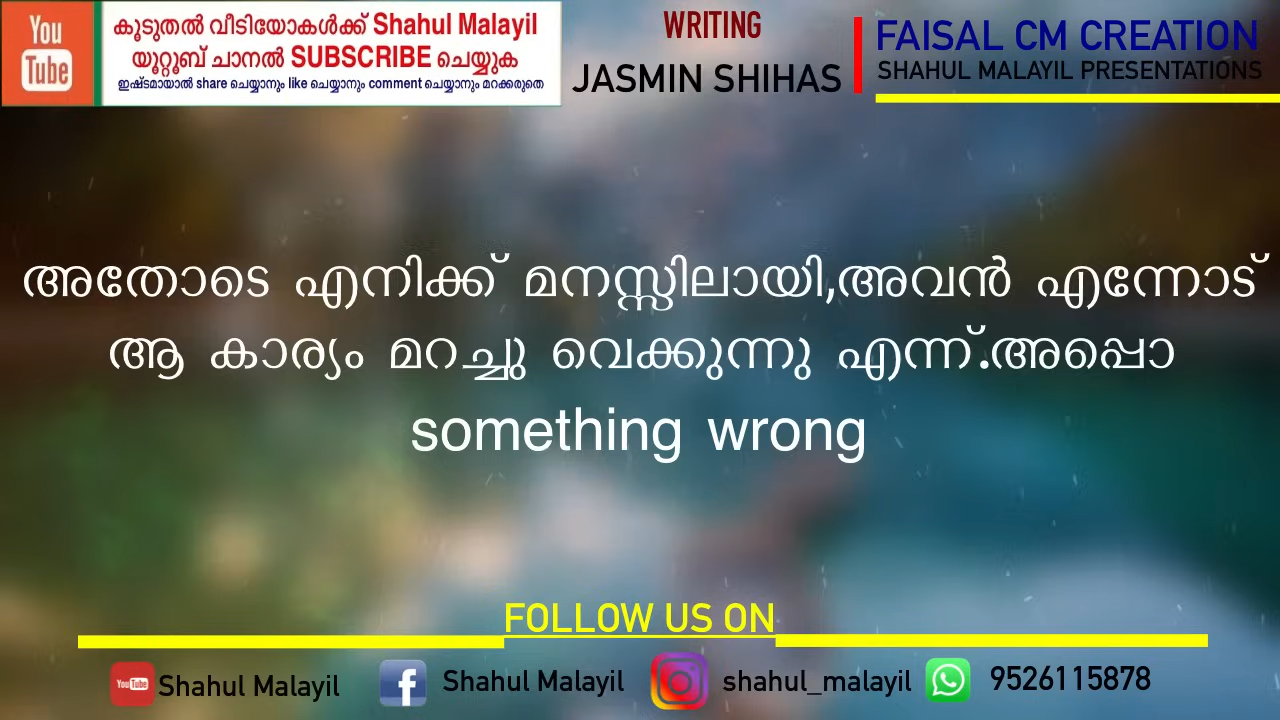 You
Tube
കൂടുതൽ വീടിയോകൾക്ക് Shahul Malayil
യൂറ്റൂബ് ചാനൽ SUBSCRIBE ചെയ്യുക
ഇഷ്ടമായാൽ share ചെയ്യാനും like ചെയ്യാനും comment ചെയ്യാനും മറക്കരുതെ
WRITING
JASMIN SHIHAS
FAISAL CM CREATION
SHAHUL MALAYIL PRESENTATIONS
അതോടെ എനിക്ക് മനസ്സിലായി,അവൻ എന്നോട്
ആ കാര്യം മറച്ചു വെക്കുന്നു എന്ന്.അപ്പൊ
something wrong
FOLLOW US ON
YouTube Shahul Malayil
f Shahul Malayil
shahul_malayil
9526115878